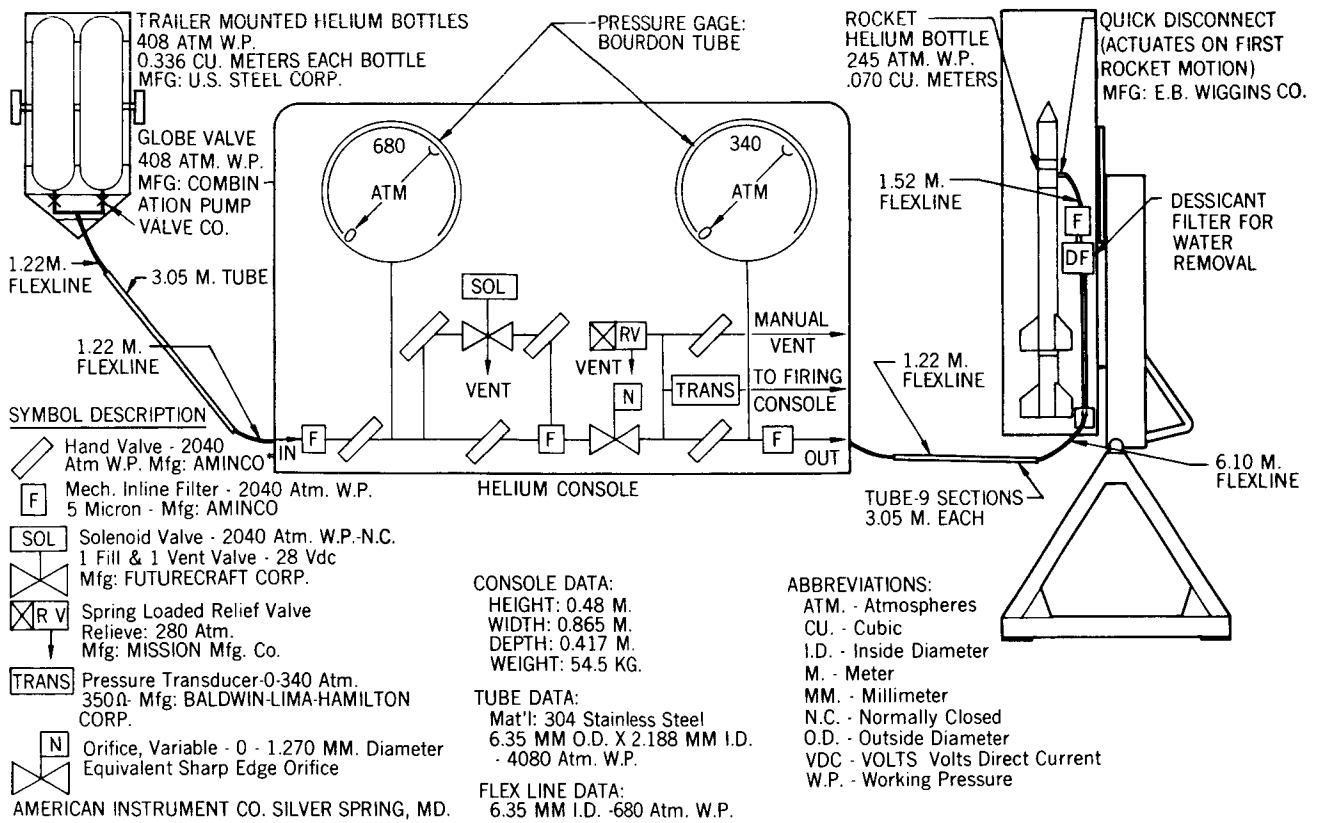 TRAILER MOUNTED HELIUM BOTTLES
408 ATM W.P.
0.336 CU. METERS EACH BOTTLE
MFG: U.S. STEEL CORP.
PRESSURE GAGE:
BOURDON TUBE
ROCKET
HELIUM BOTTLE
245 ATM. W.P.
.070 CU. METERS
QUICK DISCONNECT
(ACTUATES ON FIRST
ROCKET MOTION)
MFG: E.B. WIGGINS CO.
GLOBE VALVE
408 ATM. W.P.
MFG: COMBIN-
ATION PUMP
VALVE CO.
680
ATM
0
340
ATM
0
1.52 M.
FLEXLINE
F
DF
DESSICANT
FILTER FOR
WATER
REMOVAL
1.22M.
FLEXLINE
3.05 M. TUBE
1.22 M.
FLEXLINE
SOL
VENT
RV
VENT
MANUAL
VENT
TRANS
TO FIRING
CONSOLE
N
F
F
F
IN
OUT
HELIUM CONSOLE
1.22 M.
FLEXLINE
TUBE-9 SECTIONS
3.05 M. EACH
6.10 M.
FLEXLINE
SYMBOL DESCRIPTION
Hand Valve - 2040
Atm W.P. Mfg: AMINCO
F Mech. Inline Filter - 2040 Atm. W.P.
5 Micron - Mfg: AMINCO
SOL Solenoid Valve - 2040 Atm. W.P.-N.C.
1 Fill & 1 Vent Valve - 28 Vdc
Mfg: FUTURECRAFT CORP.
R V Spring Loaded Relief Valve
Relieve: 280 Atm.
Mfg: MISSION Mfg. Co.
TRANS Pressure Transducer-0-340 Atm.
350Ω- Mfg: BALDWIN-LIMA-HAMILTON
CORP.
N Orifice, Variable - 0 - 1.270 MM. Diameter
Equivalent Sharp Edge Orifice
AMERICAN INSTRUMENT CO. SILVER SPRING, MD.
CONSOLE DATA:
HEIGHT: 0.48 M.
WIDTH: 0.865 M.
DEPTH: 0.417 M.
WEIGHT: 54.5 KG.
TUBE DATA:
Mat'l: 304 Stainless Steel
6.35 MM O.D. X 2.188 MM I.D.
- 4080 Atm. W.P.
FLEX LINE DATA:
6.35 MM I.D. -680 Atm. W.P.
ABBREVIATIONS:
ATM. - Atmospheres
CU. - Cubic
I.D. - Inside Diameter
M. - Meter
MM. - Millimeter
N.C. - Normally Closed
O.D. - Outside Diameter
VDC - VOLTS Volts Direct Current
W.P. - Working Pressure